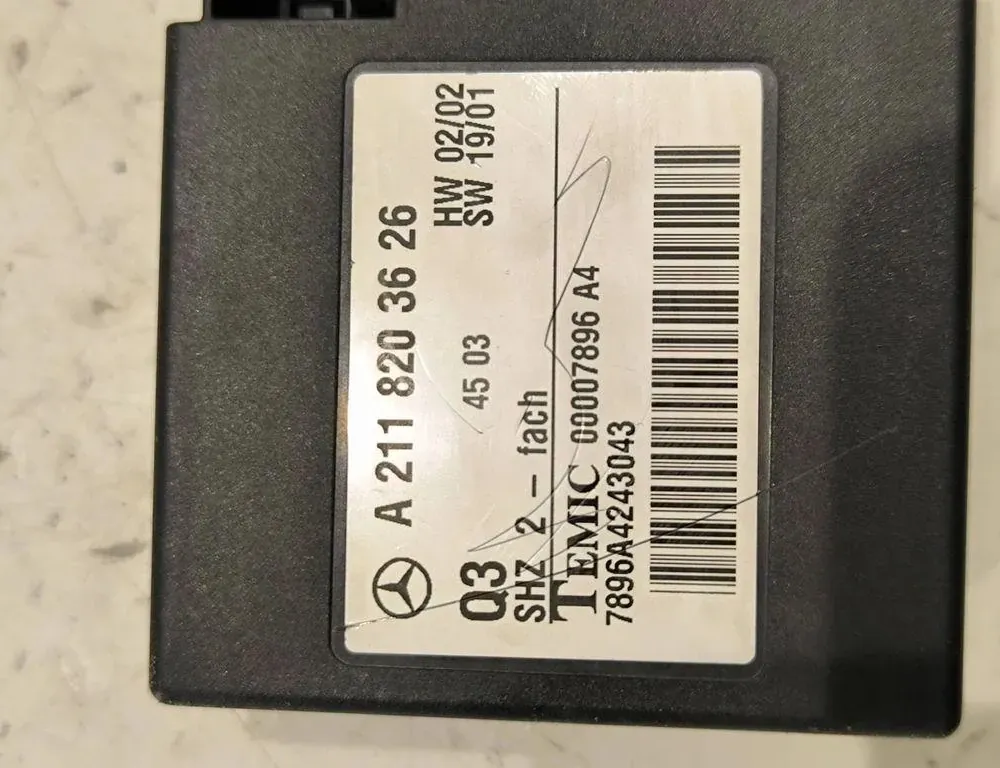 A 211 820 36 26
HW 02/02
Q3 45 03 SW 19/01
SHZ 2 - fach
TEMIC 00007896 A4
7896A4243043